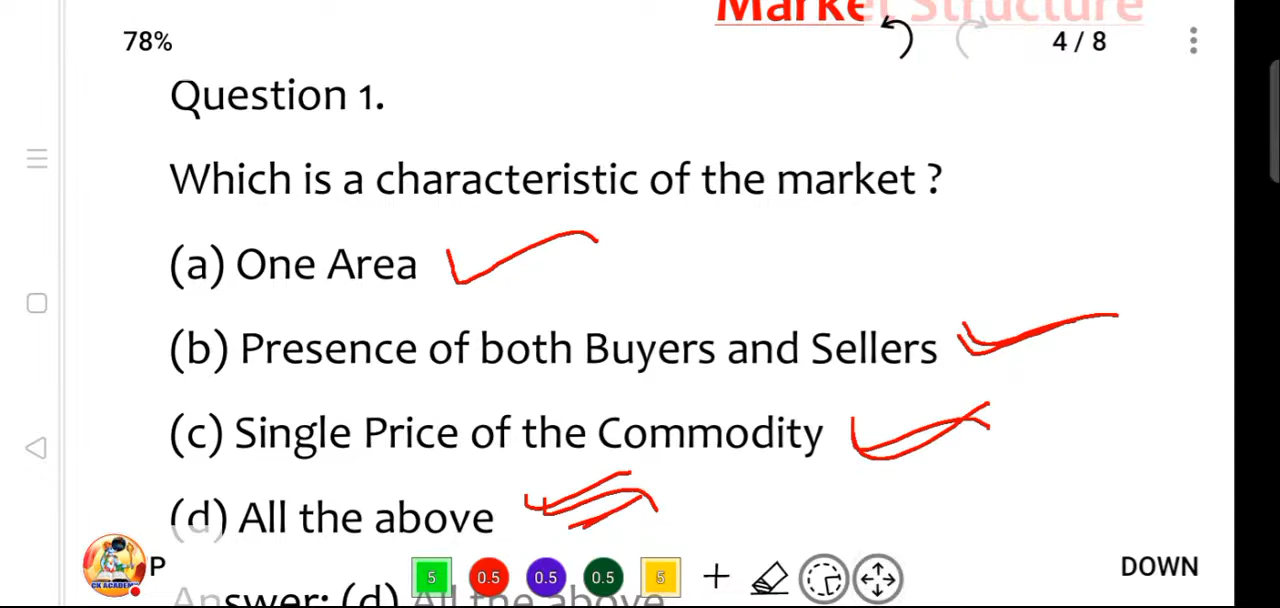 Market Structure
78%
4 / 8
Question 1.
Which is a characteristic of the market ?
(a) One Area
(b) Presence of both Buyers and Sellers
(c) Single Price of the Commodity
(d) All the above
P
5 0.5 0.5 0.5 5 +
DOWN
CK ACADEM
Answer: (d) All the above